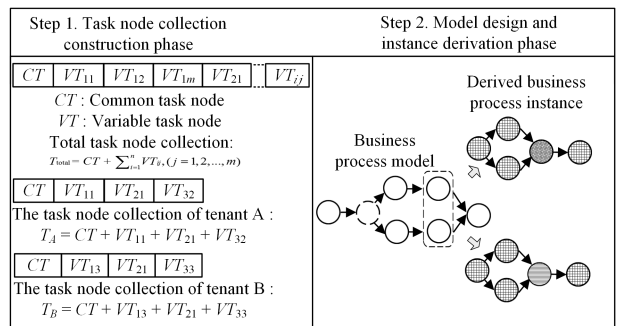 Step 1. Task node collection
construction phase
CT VT11 VT12 VT1m VT21 VTij
CT : Common task node
VT : Variable task node
Total task node collection:
Ttotal = CT + ∑ⁿᵢ₌₁ VTij, (j = 1, 2, ..., m)
CT VT11 VT21 VT32
The task node collection of tenant A :
TA = CT + VT11 + VT21 + VT32
CT VT13 VT21 VT33
The task node collection of tenant B :
TB = CT + VT13 + VT21 + VT33
Step 2. Model design and
instance derivation phase
Derived business
process instance
Business
process model